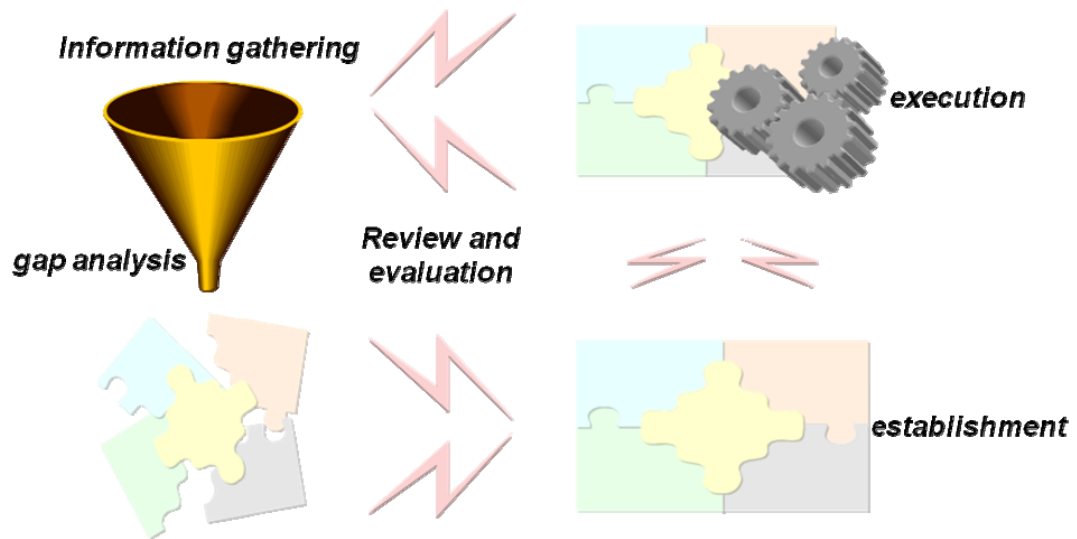 Information gathering
execution
gap analysis
Review and
evaluation
establishment